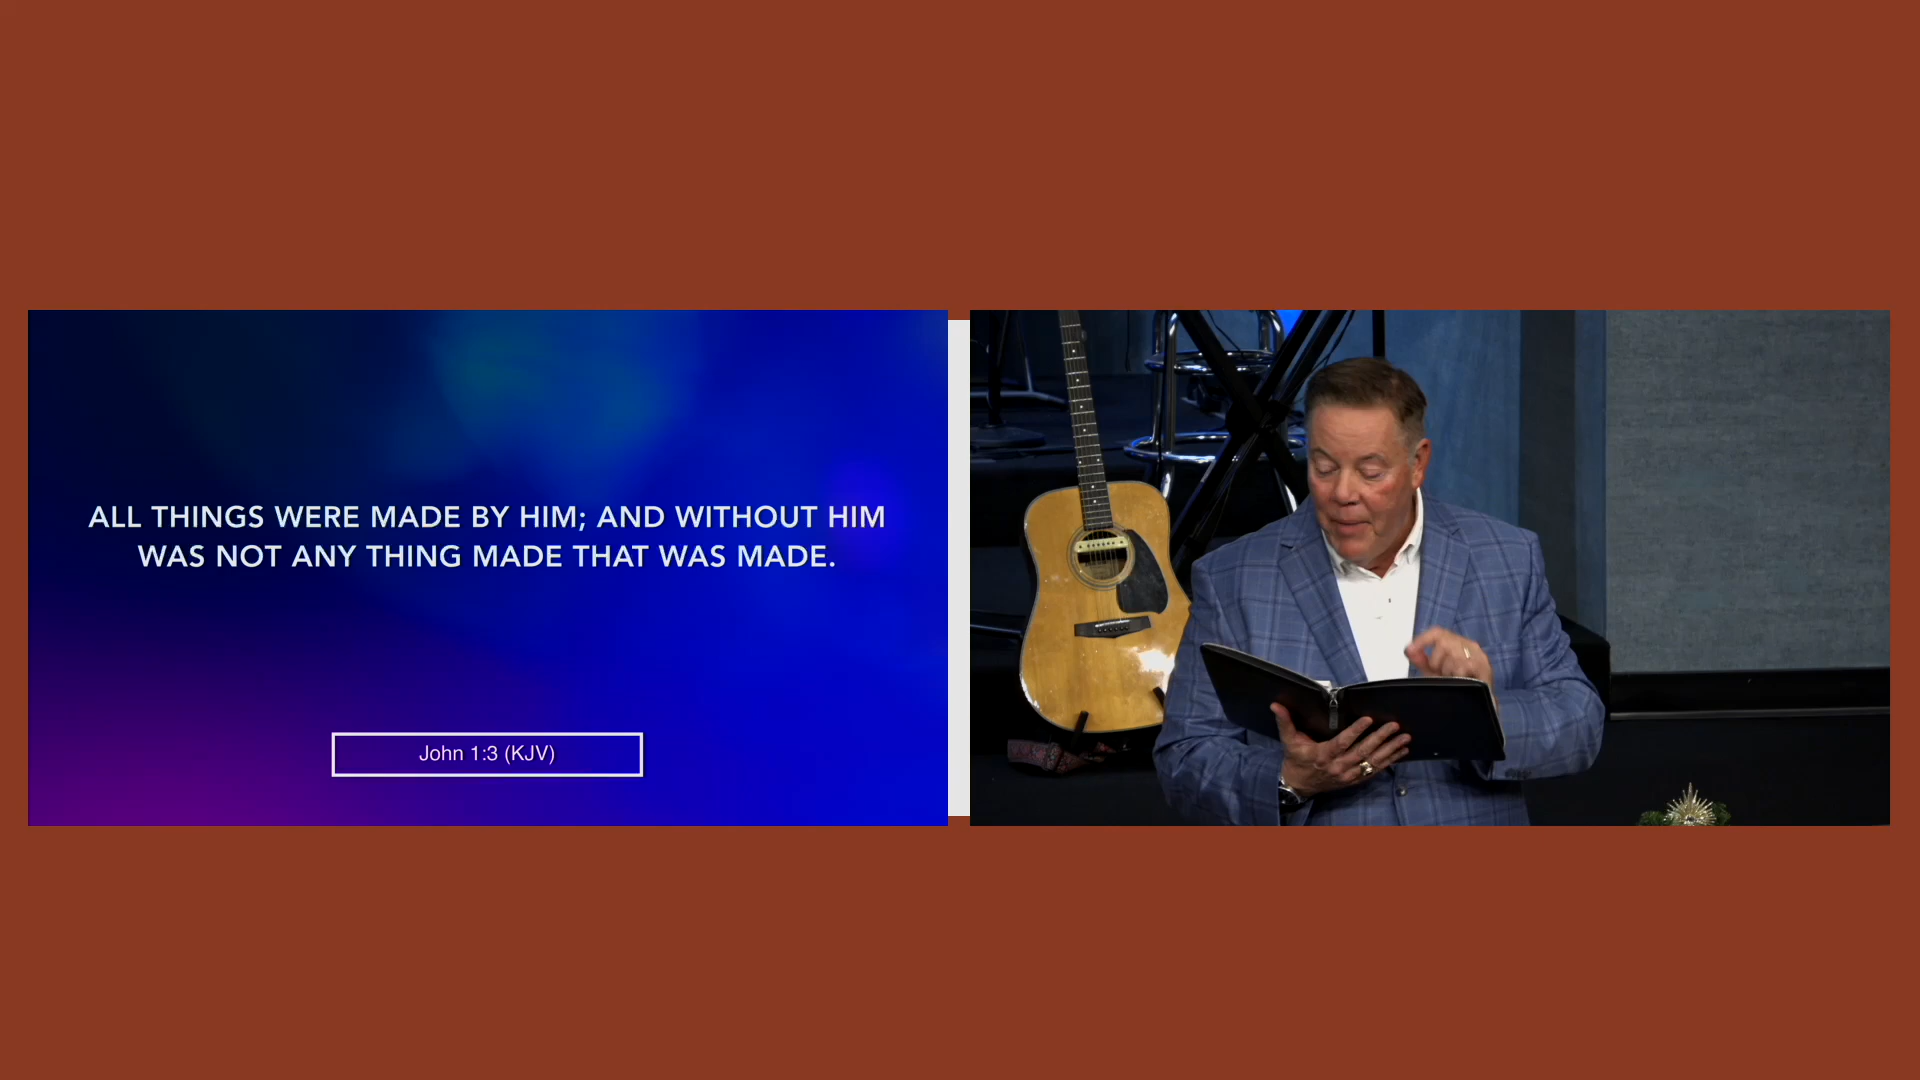 ALL THINGS WERE MADE BY HIM; AND WITHOUT HIM
WAS NOT ANY THING MADE THAT WAS MADE.
John 1:3 (KJV)